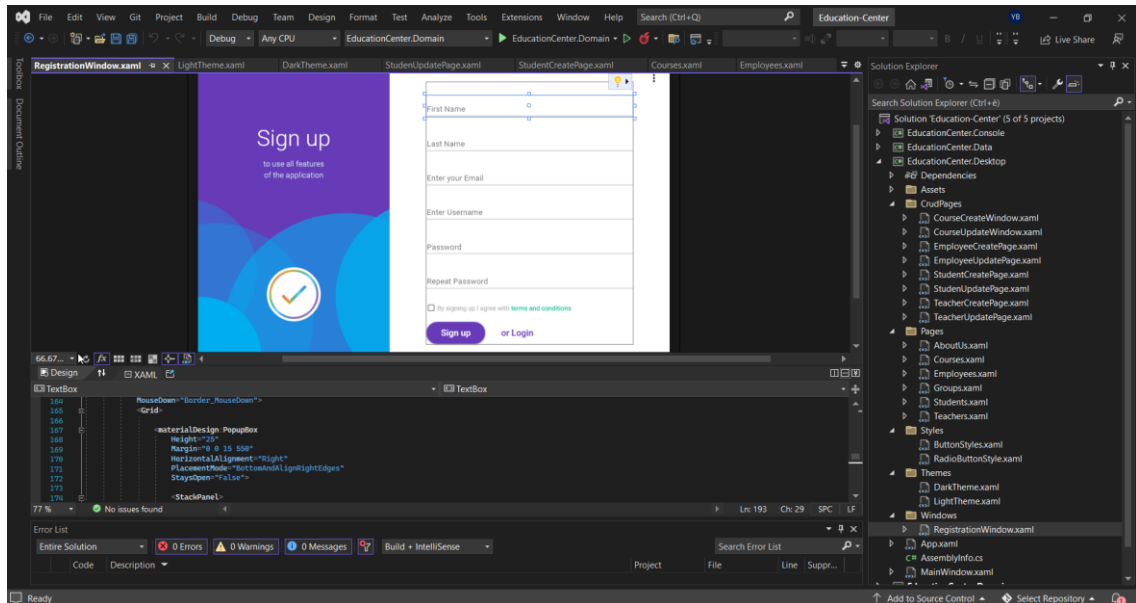 File Edit View Git Project Build Debug Team Design Format Test Analyze Tools Extensions Window Help Search (Ctrl+Q) Education-Center YB
Debug Any CPU EducationCenter.Domain EducationCenter.Domain Live Share
Toolbox
Document Outline
RegistrationWindow.xaml LightTheme.xaml DarkTheme.xaml StudenUpdatePage.xaml StudentCreatePage.xaml Courses.xaml Employees.xaml
Sign up
to use all features
of the application
First Name
Last Name
Enter your Email
Enter Username
Password
Repeat Password
By signing up I agree with terms and conditions
Sign up or Login
66.67...
Design XAML
TextBox TextBox
164 MouseDown="Border_MouseDown">
165 <Grid>
166
167 <materialDesign:PopupBox
168 Height="25"
169 Margin="0 0 15 550"
170 HorizontalAlignment="Right"
171 PlacementMode="BottomAndAlignRightEdges"
172 StaysOpen="False">
173
174 <StackPanel>
77 % No issues found Ln: 193 Ch: 29 SPC LF
Error List
Entire Solution 0 Errors 0 Warnings 0 Messages Build + IntelliSense Search Error List
Code Description Project File Line Suppr...
Solution Explorer
Search Solution Explorer (Ctrl+é)
Solution 'Education-Center' (5 of 5 projects)
EducationCenter.Console
EducationCenter.Data
EducationCenter.Desktop
Dependencies
Assets
CrudPages
CourseCreateWindow.xaml
CourseUpdateWindow.xaml
EmployeeCreatePage.xaml
EmployeeUpdatePage.xaml
StudentCreatePage.xaml
StudenUpdatePage.xaml
TeacherCreatePage.xaml
TeacherUpdatePage.xaml
Pages
AboutUs.xaml
Courses.xaml
Employees.xaml
Groups.xaml
Students.xaml
Teachers.xaml
Styles
ButtonStyles.xaml
RadioButtonStyle.xaml
Themes
DarkTheme.xaml
LightTheme.xaml
Windows
RegistrationWindow.xaml
App.xaml
C# AssemblyInfo.cs
MainWindow.xaml
Ready Add to Source Control Select Repository